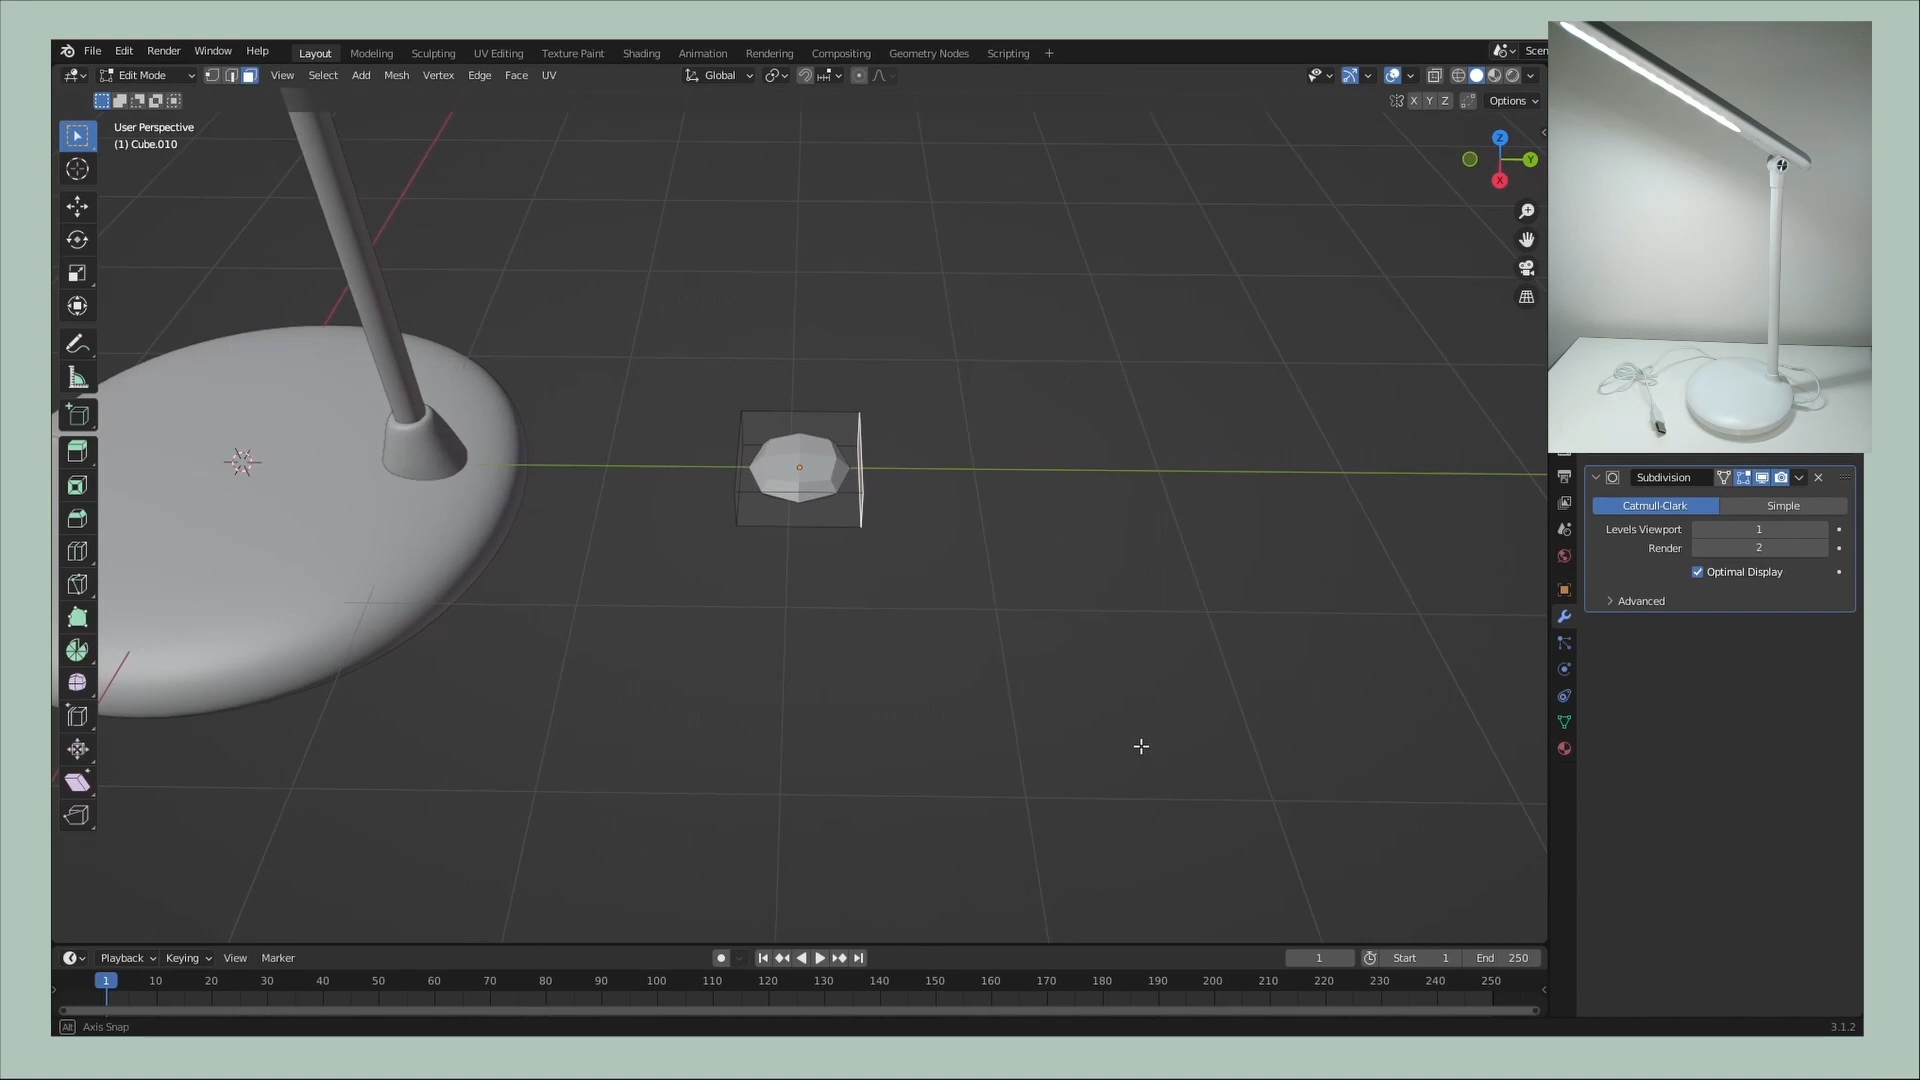 File Edit Render Window Help Layout Modeling Sculpting UV Editing Texture Paint Shading Animation Rendering Compositing Geometry Nodes Scripting + Scen
Edit Mode View Select Add Mesh Vertex Edge Face UV Global
X Y Z Options
User Perspective
(1) Cube.010
Z
Y
X
Subdivision
Catmull-Clark Simple
Levels Viewport 1
Render 2
Optimal Display
Advanced
Playback Keying View Marker 1 Start 1 End 250
1 10 20 30 40 50 60 70 80 90 100 110 120 130 140 150 160 170 180 190 200 210 220 230 240 250
Alt Axis Snap 3.1.2